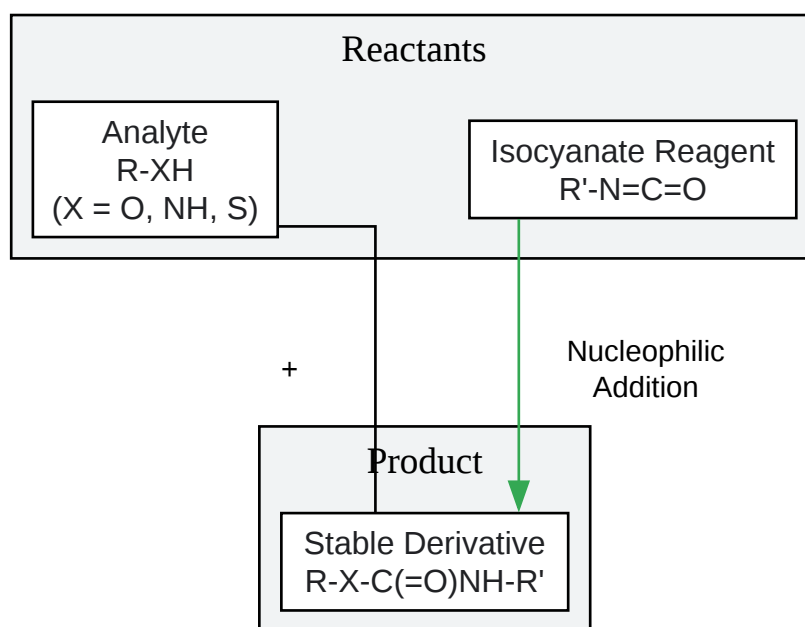 Reactants
Analyte
R-XH
(X = O, NH, S)
Isocyanate Reagent
R'-N=C=O
+
Nucleophilic
Addition
Product
Stable Derivative
R-X-C(=O)NH-R'